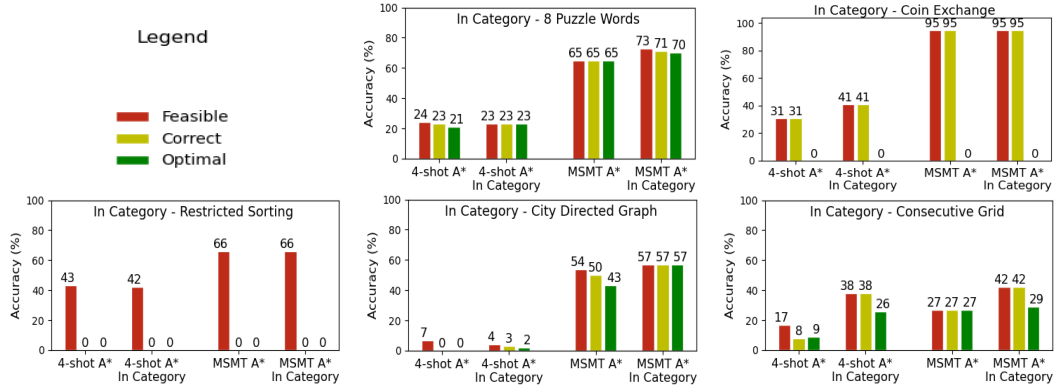 Legend
Feasible
Correct
Optimal
In Category - 8 Puzzle Words
Accuracy (%)
100
80
60
40
20
0
24 23 21
23 23 23
65 65 65
73 71 70
4-shot A*
4-shot A*
In Category
MSMT A*
MSMT A*
In Category
In Category - Coin Exchange
Accuracy (%)
100
80
60
40
20
0
31 31 0
41 41 0
95 95 0
95 95 0
4-shot A*
4-shot A*
In Category
MSMT A*
MSMT A*
In Category
In Category - Restricted Sorting
Accuracy (%)
100
80
60
40
20
0
43 0 0
42 0 0
66 0 0
66 0 0
4-shot A*
4-shot A*
In Category
MSMT A*
MSMT A*
In Category
In Category - City Directed Graph
Accuracy (%)
100
80
60
40
20
0
7 0 0
4 3 2
54 50 43
57 57 57
4-shot A*
4-shot A*
In Category
MSMT A*
MSMT A*
In Category
In Category - Consecutive Grid
Accuracy (%)
100
80
60
40
20
0
17 8 9
38 38 26
27 27 27
42 42 29
4-shot A*
4-shot A*
In Category
MSMT A*
MSMT A*
In Category